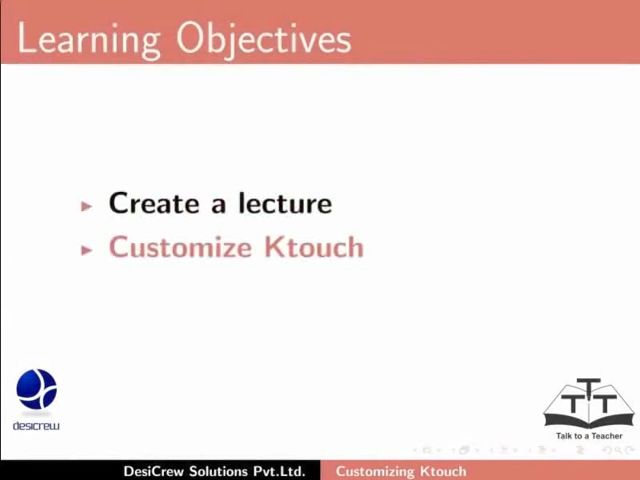 Learning Objectives
Create a lecture
Customize Ktouch
desicrew
T T T
Talk to a Teacher
DesiCrew Solutions Pvt.Ltd. Customizing Ktouch